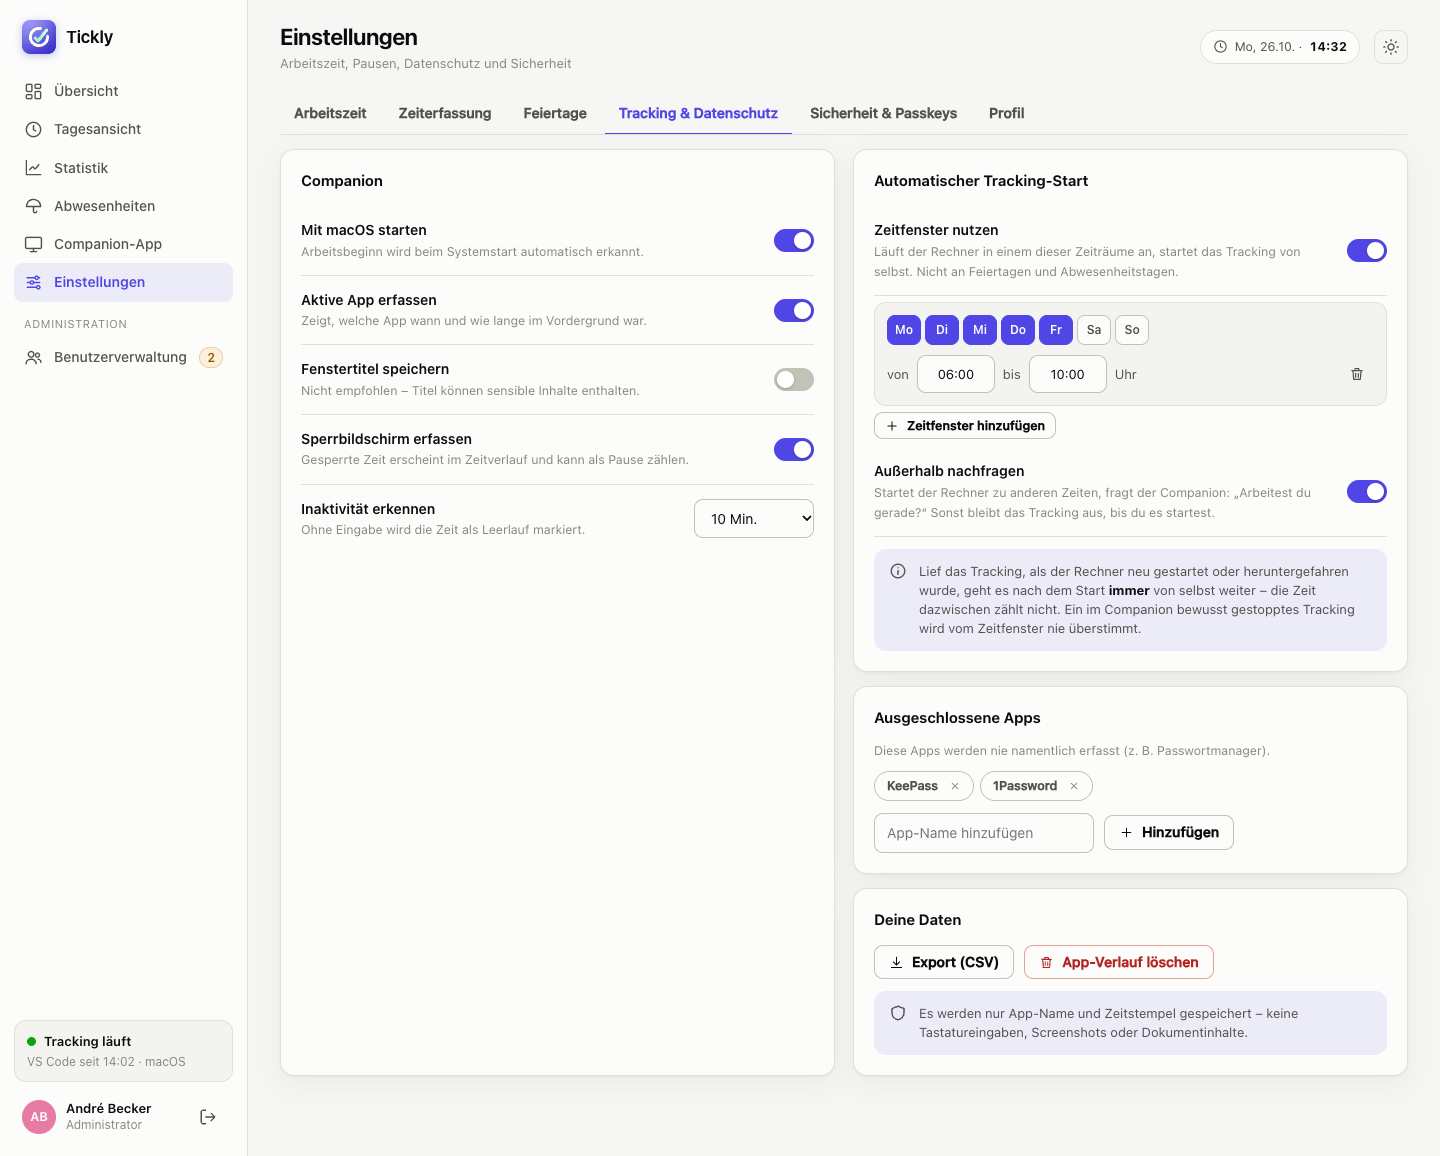 Tickly
Übersicht
Tagesansicht
Statistik
Abwesenheiten
Companion-App
Einstellungen
ADMINISTRATION
Benutzerverwaltung 2
Tracking läuft
VS Code seit 14:02 · macOS
AB
André Becker
Administrator
Einstellungen
Arbeitszeit, Pausen, Datenschutz und Sicherheit
Mo, 26.10. · 14:32
Arbeitszeit Zeiterfassung Feiertage Tracking & Datenschutz Sicherheit & Passkeys Profil
Companion
Mit macOS starten
Arbeitsbeginn wird beim Systemstart automatisch erkannt.
Aktive App erfassen
Zeigt, welche App wann und wie lange im Vordergrund war.
Fenstertitel speichern
Nicht empfohlen – Titel können sensible Inhalte enthalten.
Sperrbildschirm erfassen
Gesperrte Zeit erscheint im Zeitverlauf und kann als Pause zählen.
Inaktivität erkennen
Ohne Eingabe wird die Zeit als Leerlauf markiert.
10 Min.
Automatischer Tracking-Start
Zeitfenster nutzen
Läuft der Rechner in einem dieser Zeiträume an, startet das Tracking von
selbst. Nicht an Feiertagen und Abwesenheitstagen.
Mo Di Mi Do Fr Sa So
von 06:00 bis 10:00 Uhr
Zeitfenster hinzufügen
Außerhalb nachfragen
Startet der Rechner zu anderen Zeiten, fragt der Companion: „Arbeitest du
gerade?“ Sonst bleibt das Tracking aus, bis du es startest.
Lief das Tracking, als der Rechner neu gestartet oder heruntergefahren
wurde, geht es nach dem Start immer von selbst weiter – die Zeit
dazwischen zählt nicht. Ein im Companion bewusst gestopptes Tracking
wird vom Zeitfenster nie überstimmt.
Ausgeschlossene Apps
Diese Apps werden nie namentlich erfasst (z. B. Passwortmanager).
KeePass × 1Password ×
App-Name hinzufügen
Hinzufügen
Deine Daten
Export (CSV)
App-Verlauf löschen
Es werden nur App-Name und Zeitstempel gespeichert – keine
Tastatureingaben, Screenshots oder Dokumentinhalte.